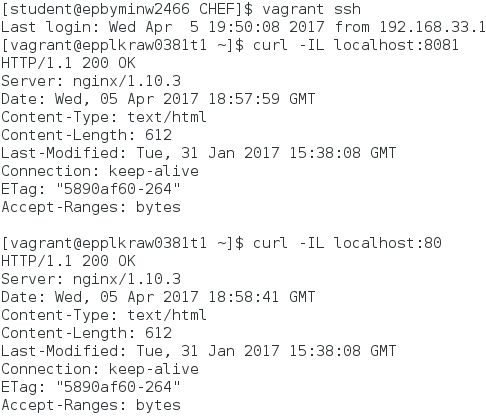 [student@epbyminw2466 CHEF]$ vagrant ssh
Last login: Wed Apr  5 19:50:08 2017 from 192.168.33.1
[vagrant@epplkraw0381t1 ~]$ curl -IL localhost:8081
HTTP/1.1 200 OK
Server: nginx/1.10.3
Date: Wed, 05 Apr 2017 18:57:59 GMT
Content-Type: text/html
Content-Length: 612
Last-Modified: Tue, 31 Jan 2017 15:38:08 GMT
Connection: keep-alive
ETag: "5890af60-264"
Accept-Ranges: bytes

[vagrant@epplkraw0381t1 ~]$ curl -IL localhost:80
HTTP/1.1 200 OK
Server: nginx/1.10.3
Date: Wed, 05 Apr 2017 18:58:41 GMT
Content-Type: text/html
Content-Length: 612
Last-Modified: Tue, 31 Jan 2017 15:38:08 GMT
Connection: keep-alive
ETag: "5890af60-264"
Accept-Ranges: bytes